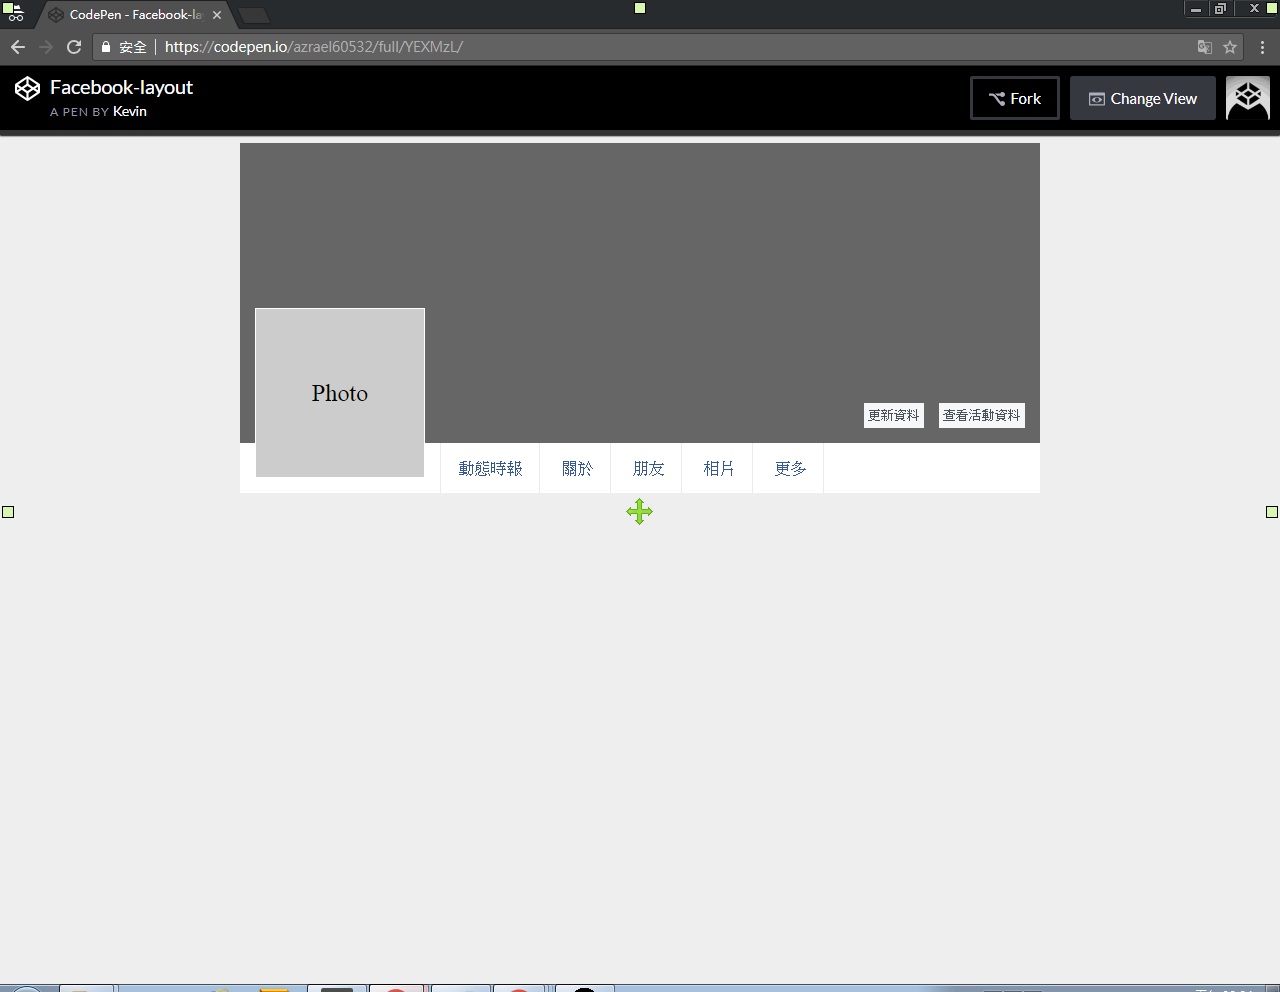 CodePen - Facebook-la
安全 | https://codepen.io/azrael60532/full/YEXMzL/
Facebook-layout
A PEN BY Kevin
Fork
Change View
Photo
更新資料
查看活動資料
動態時報
關於
朋友
相片
更多